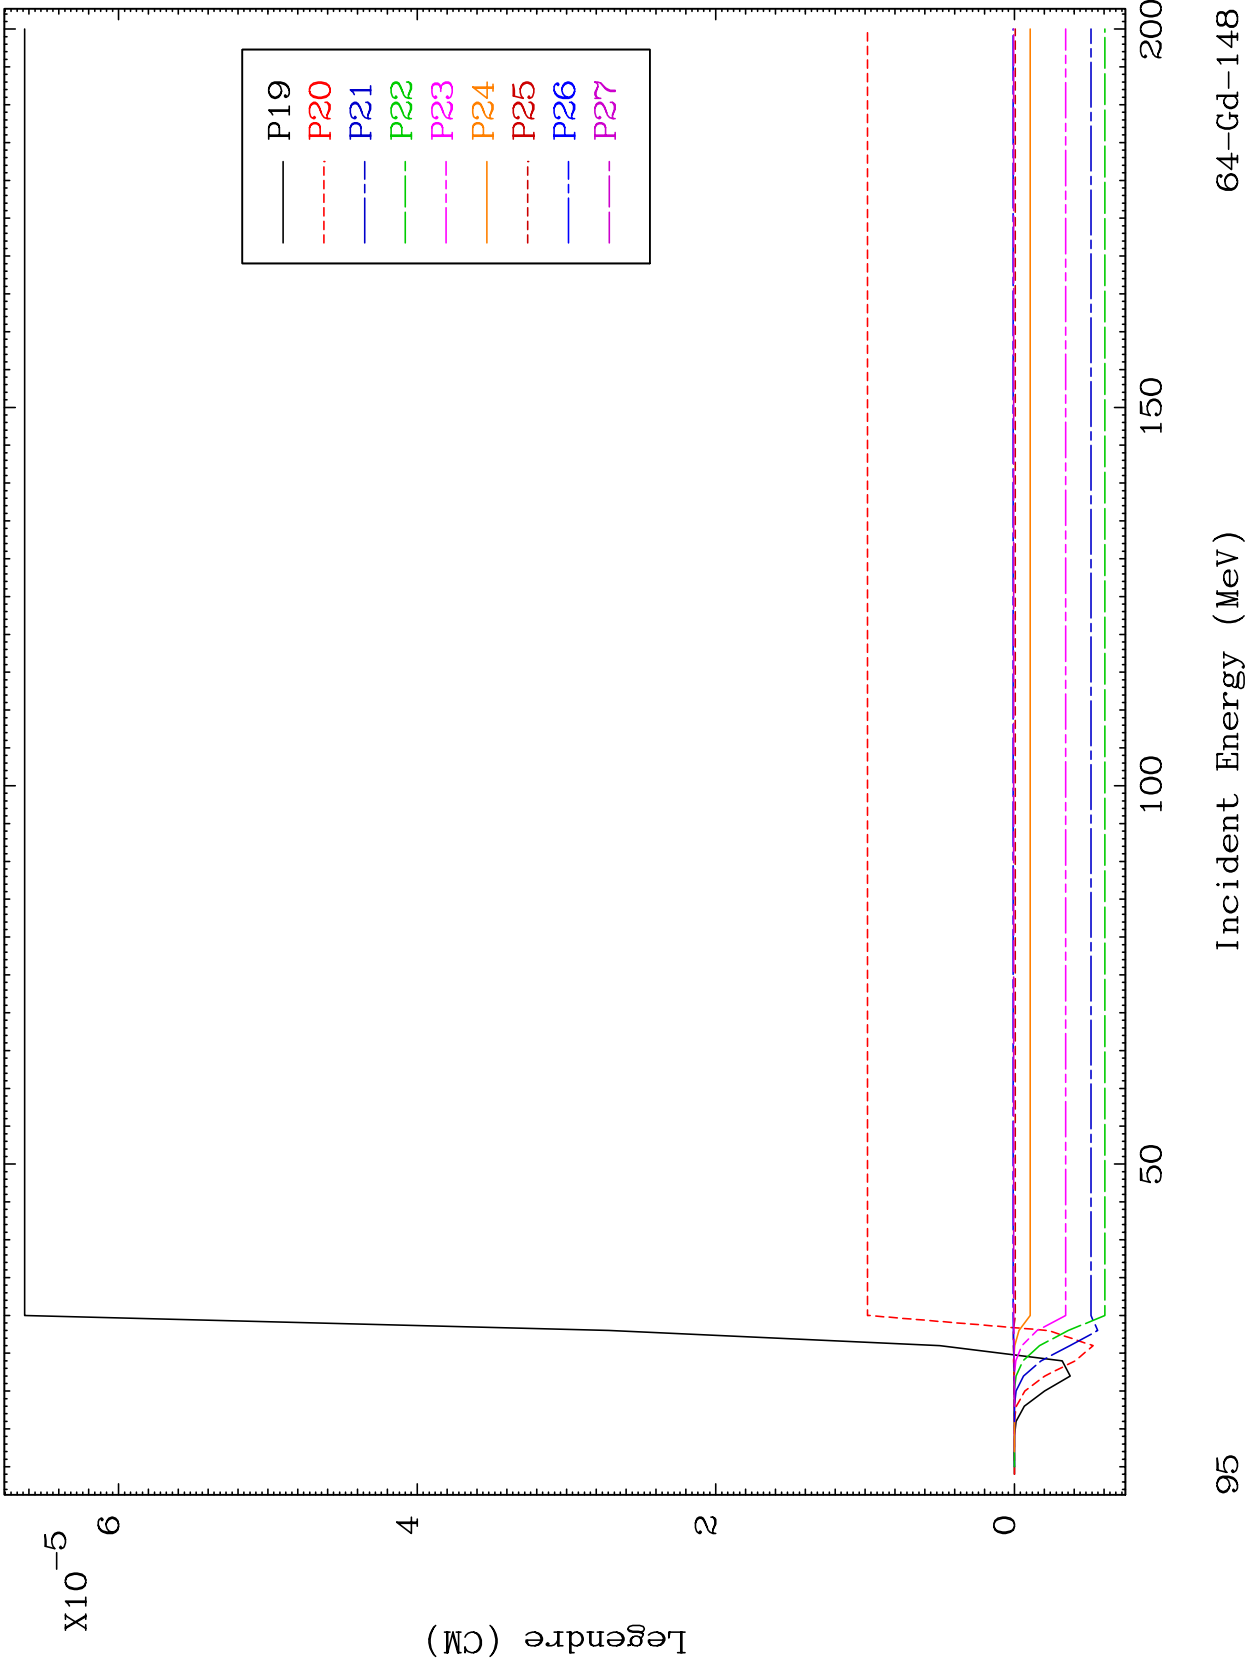 X10-5
6
4
2
0
Legendre (CM)
P19
P20
P21
P22
P23
P24
P25
P26
P27
50
100
150
200
95
Incident Energy (MeV)
64-Gd-148